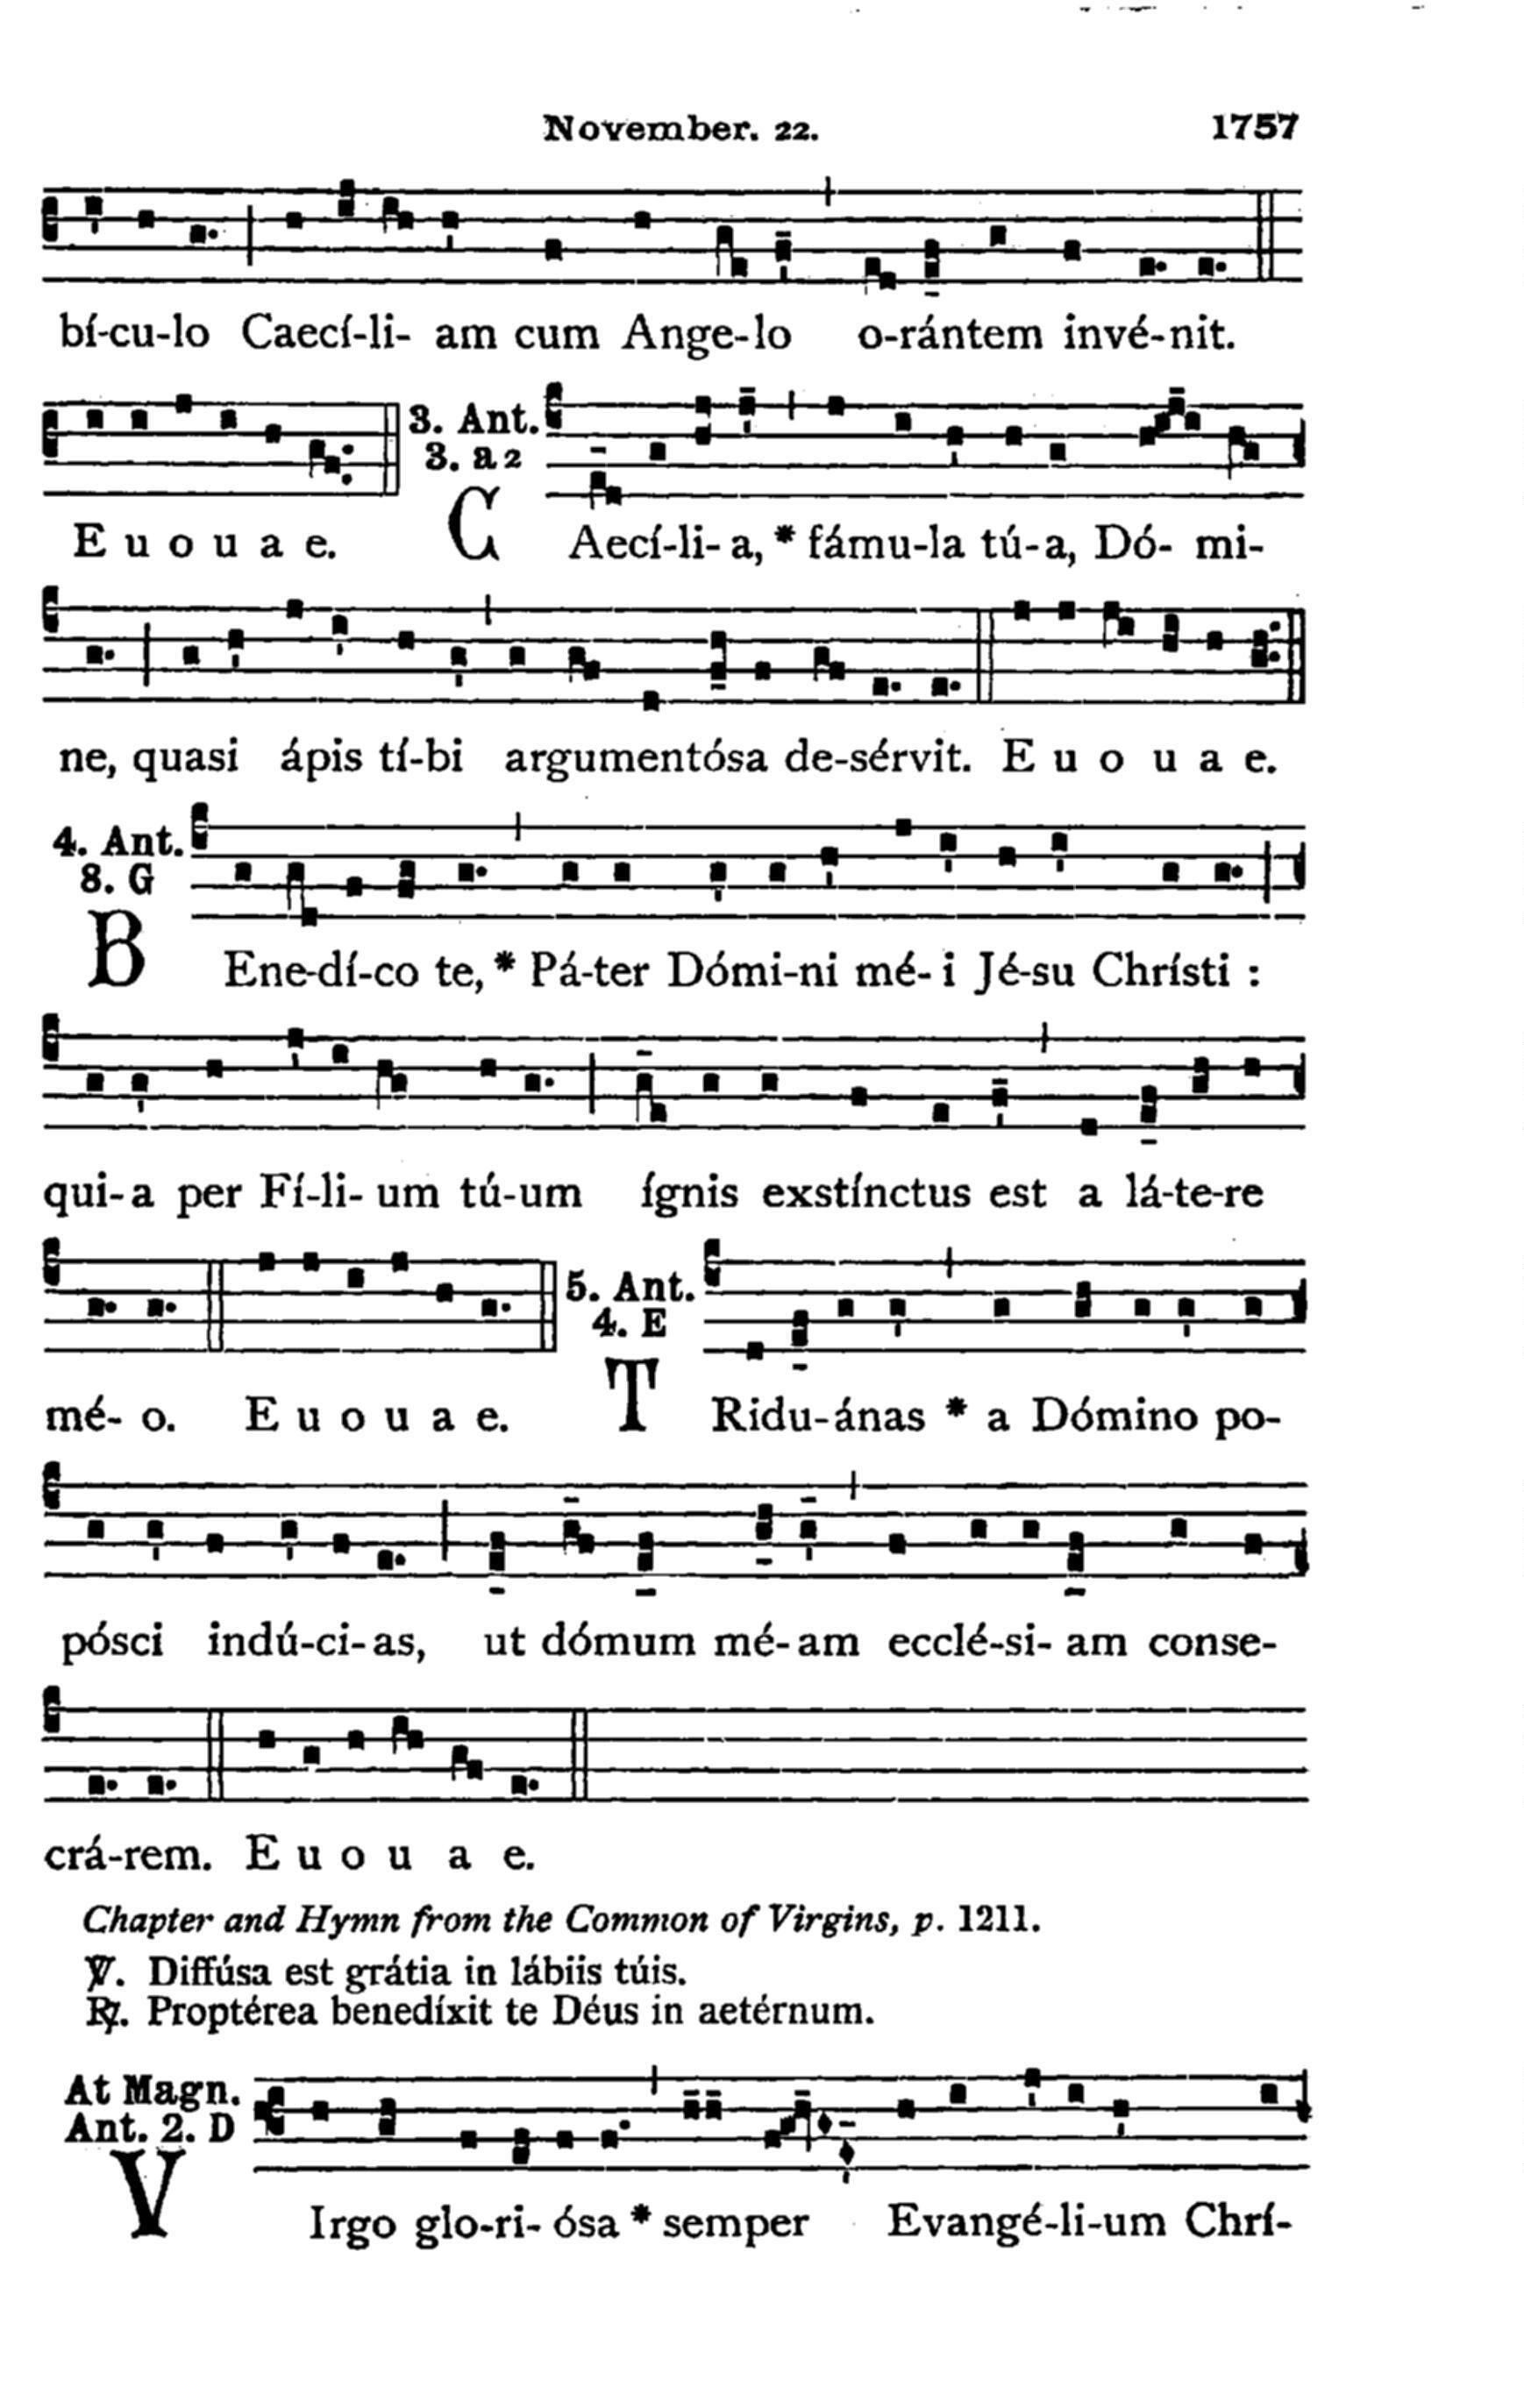 November. 22. 1757
bí-cu-lo Caecí-li- am cum Ange-lo o-rántem invé-nit.
3. Ant.
3. a 2
E u o u a e. C Aecí-li- a, * fámu-la tú-a, Dó- mi-
ne, quasi ápis tí-bi argumentósa de-sérvit. E u o u a e.
4. Ant.
8. G
B Ene-dí-co te, * Pá-ter Dómi-ni mé- i Jé-su Chrísti :
qui- a per Fí-li- um tú-um ígnis exstínctus est a lá-te-re
5. Ant.
4. E
mé- o. E u o u a e. T Ridu-ánas * a Dómino po-
pósci indú-ci- as, ut dómum mé- am ecclé-si- am conse-
crá-rem. E u o u a e.
Chapter and Hymn from the Common of Virgins, p. 1211.
℣. Diffúsa est grátia in lábiis túis.
℟. Proptérea benedíxit te Déus in aetérnum.
At Magn.
Ant. 2. D
V Irgo glo-ri- ósa * semper Evangé-li-um Chrí-